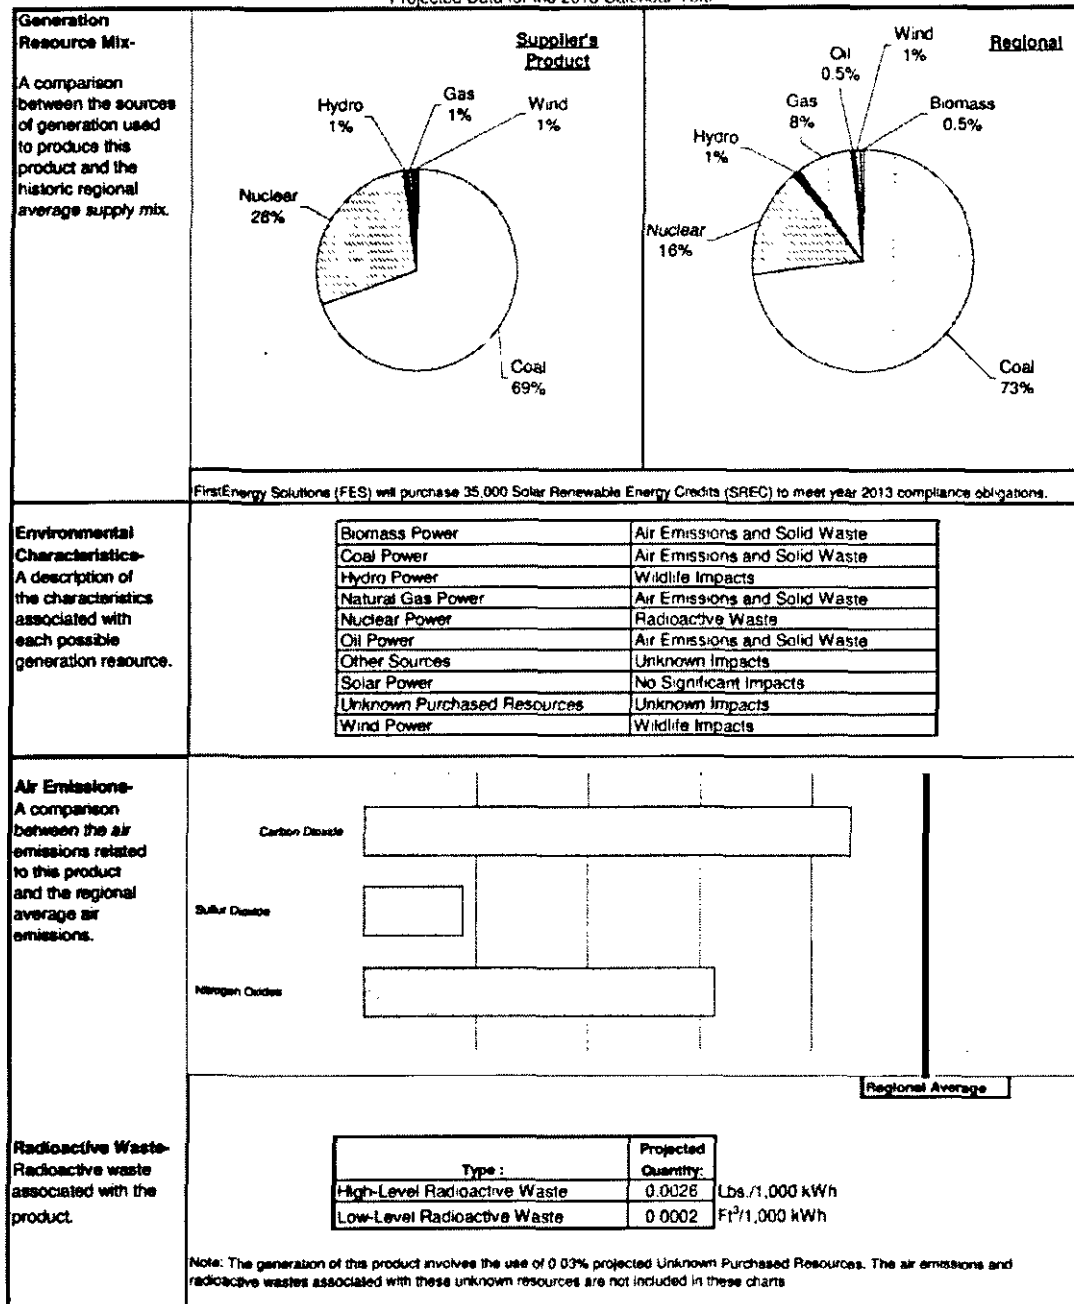 Projected Data for the 2013 Calendar Year
Generation
Resource Mix-
A comparison
between the sources
of generation used
to produce this
product and the
historic regional
average supply mix.
Supplier's
Product
Hydro
1%
Gas
1%
Wind
1%
Nuclear
28%
Coal
69%
Regional
Wind
1%
Oil
0.5%
Gas
8%
Biomass
0.5%
Hydro
1%
Nuclear
16%
Coal
73%
FirstEnergy Solutions (FES) will purchase 35,000 Solar Renewable Energy Credits (SREC) to meet year 2013 compliance obligations.
Environmental
Characteristics-
A description of
the characteristics
associated with
each possible
generation resource.
Biomass Power Air Emissions and Solid Waste
Coal Power Air Emissions and Solid Waste
Hydro Power Wildlife Impacts
Natural Gas Power Air Emissions and Solid Waste
Nuclear Power Radioactive Waste
Oil Power Air Emissions and Solid Waste
Other Sources Unknown Impacts
Solar Power No Significant Impacts
Unknown Purchased Resources Unknown Impacts
Wind Power Wildlife Impacts
Air Emissions-
A comparison
between the air
emissions related
to this product
and the regional
average air
emissions.
Carbon Dioxide
Sulfur Dioxide
Nitrogen Oxides
Regional Average
Radioactive Waste-
Radioactive waste
associated with the
product.
Type : Projected Quantity:
High-Level Radioactive Waste 0.0026 Lbs./1,000 kWh
Low-Level Radioactive Waste 0.0002 Ft³/1,000 kWh
Note: The generation of this product involves the use of 0.03% projected Unknown Purchased Resources. The air emissions and
radioactive wastes associated with these unknown resources are not included in these charts